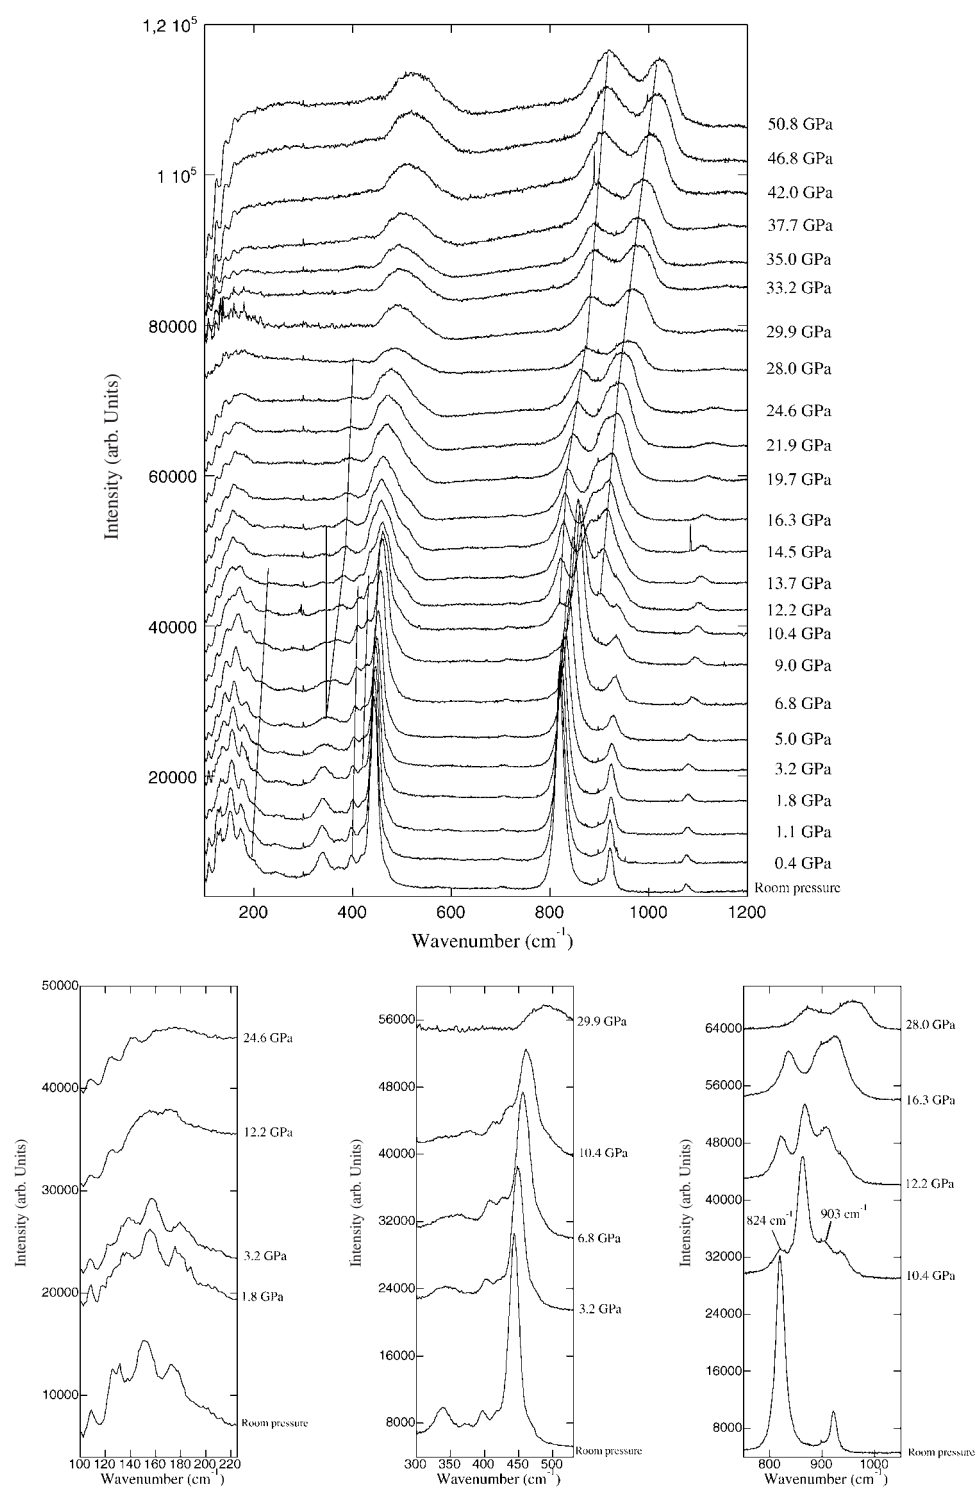 1,2 10⁵
50.8 GPa
46.8 GPa
1 10⁵
42.0 GPa
37.7 GPa
35.0 GPa
33.2 GPa
80000
29.9 GPa
28.0 GPa
24.6 GPa
21.9 GPa
60000
19.7 GPa
16.3 GPa
14.5 GPa
13.7 GPa
12.2 GPa
40000
10.4 GPa
9.0 GPa
6.8 GPa
5.0 GPa
3.2 GPa
20000
1.8 GPa
1.1 GPa
0.4 GPa
Room pressure
Intensity (arb. Units)
200 400 600 800 1000 1200
Wavenumber (cm⁻¹)
50000
24.6 GPa
40000
12.2 GPa
30000
3.2 GPa
20000
1.8 GPa
10000
Room pressure
Intensity (arb. Units)
100 120 140 160 180 200 220
Wavenumber (cm⁻¹)
56000
29.9 GPa
48000
40000
10.4 GPa
32000
6.8 GPa
24000
3.2 GPa
16000
8000
Room pressure
Intensity (arb. Units)
300 350 400 450 500
Wavenumber (cm⁻¹)
64000
28.0 GPa
56000
16.3 GPa
48000
12.2 GPa
40000
824 cm⁻¹
903 cm⁻¹
32000
10.4 GPa
24000
16000
8000
Room pressure
Intensity (arb. Units)
800 900 1000
Wavenumber (cm⁻¹)